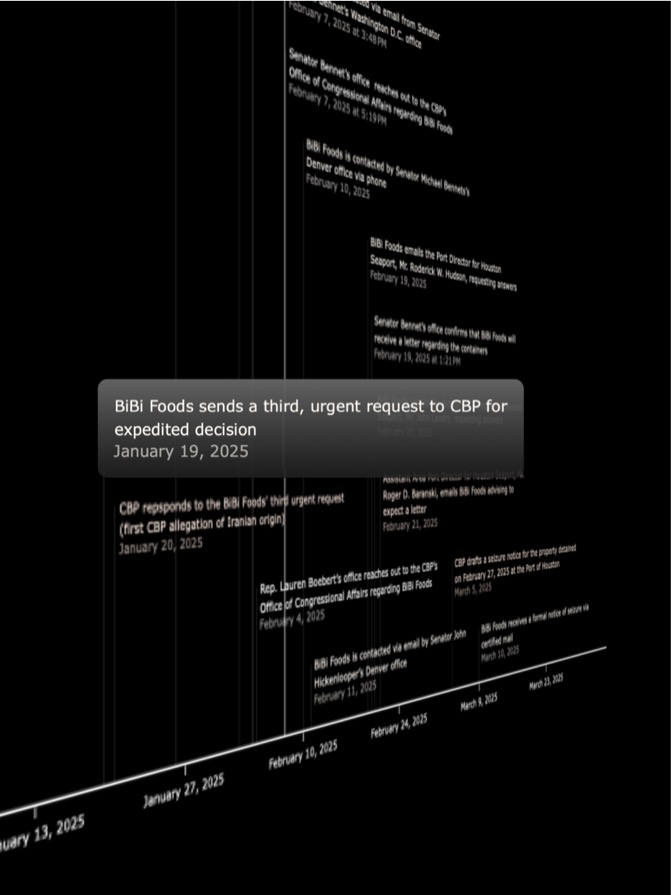 ed via email from Senator
Bennet's Washington D.C. office
February 7, 2025 at 3:48PM
Senator Bennet's office reaches out to the CBP's
Office of Congressional Affairs regarding BiBi Foods
February 7, 2025 at 5:19PM
BiBi Foods is contacted by Senator Michael Bennets's
Denver office via phone
February 10, 2025
BiBi Foods emails the Port Director for Houston
Seaport, Mr. Roderick W. Hudson, requesting answers
February 19, 2025
Senator Bennet's office confirms that BiBi Foods will
receive a letter regarding the containers
February 19, 2025 at 1:21PM
BiBi Foods sends a third, urgent request to CBP for
expedited decision
January 19, 2025
Assistant Area Port Director for Houston Seaport,
Roger D. Baranski, emails BiBi Foods advising to
expect a letter
February 21, 2025
CBP repsponds to the BiBi Foods' third urgent request
(first CBP allegation of Iranian origin)
January 20, 2025
Rep. Lauren Boebert's office reaches out to the CBP's
Office of Congressional Affairs regarding BiBi Foods
February 4, 2025
CBP drafts a seizure notice for the property detained
on February 27, 2025 at the Port of Houston
March 5, 2025
BiBi Foods is contacted via email by Senator John
Hickenlooper's Denver office
February 11, 2025
BiBi Foods receives a formal notice of seizure via
certified mail
March 10, 2025
uary 13, 2025
January 27, 2025
February 10, 2025
February 24, 2025
March 9, 2025
March 23, 2025